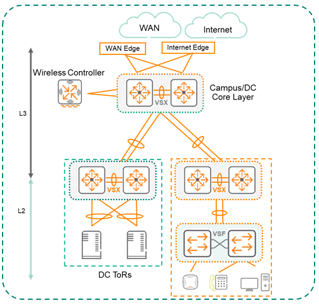 WAN
Internet
WAN Edge
Internet Edge
Wireless Controller
Campus/DC
Core Layer
VSX
L3
VSX
VSX
L2
VSF
DC ToRs